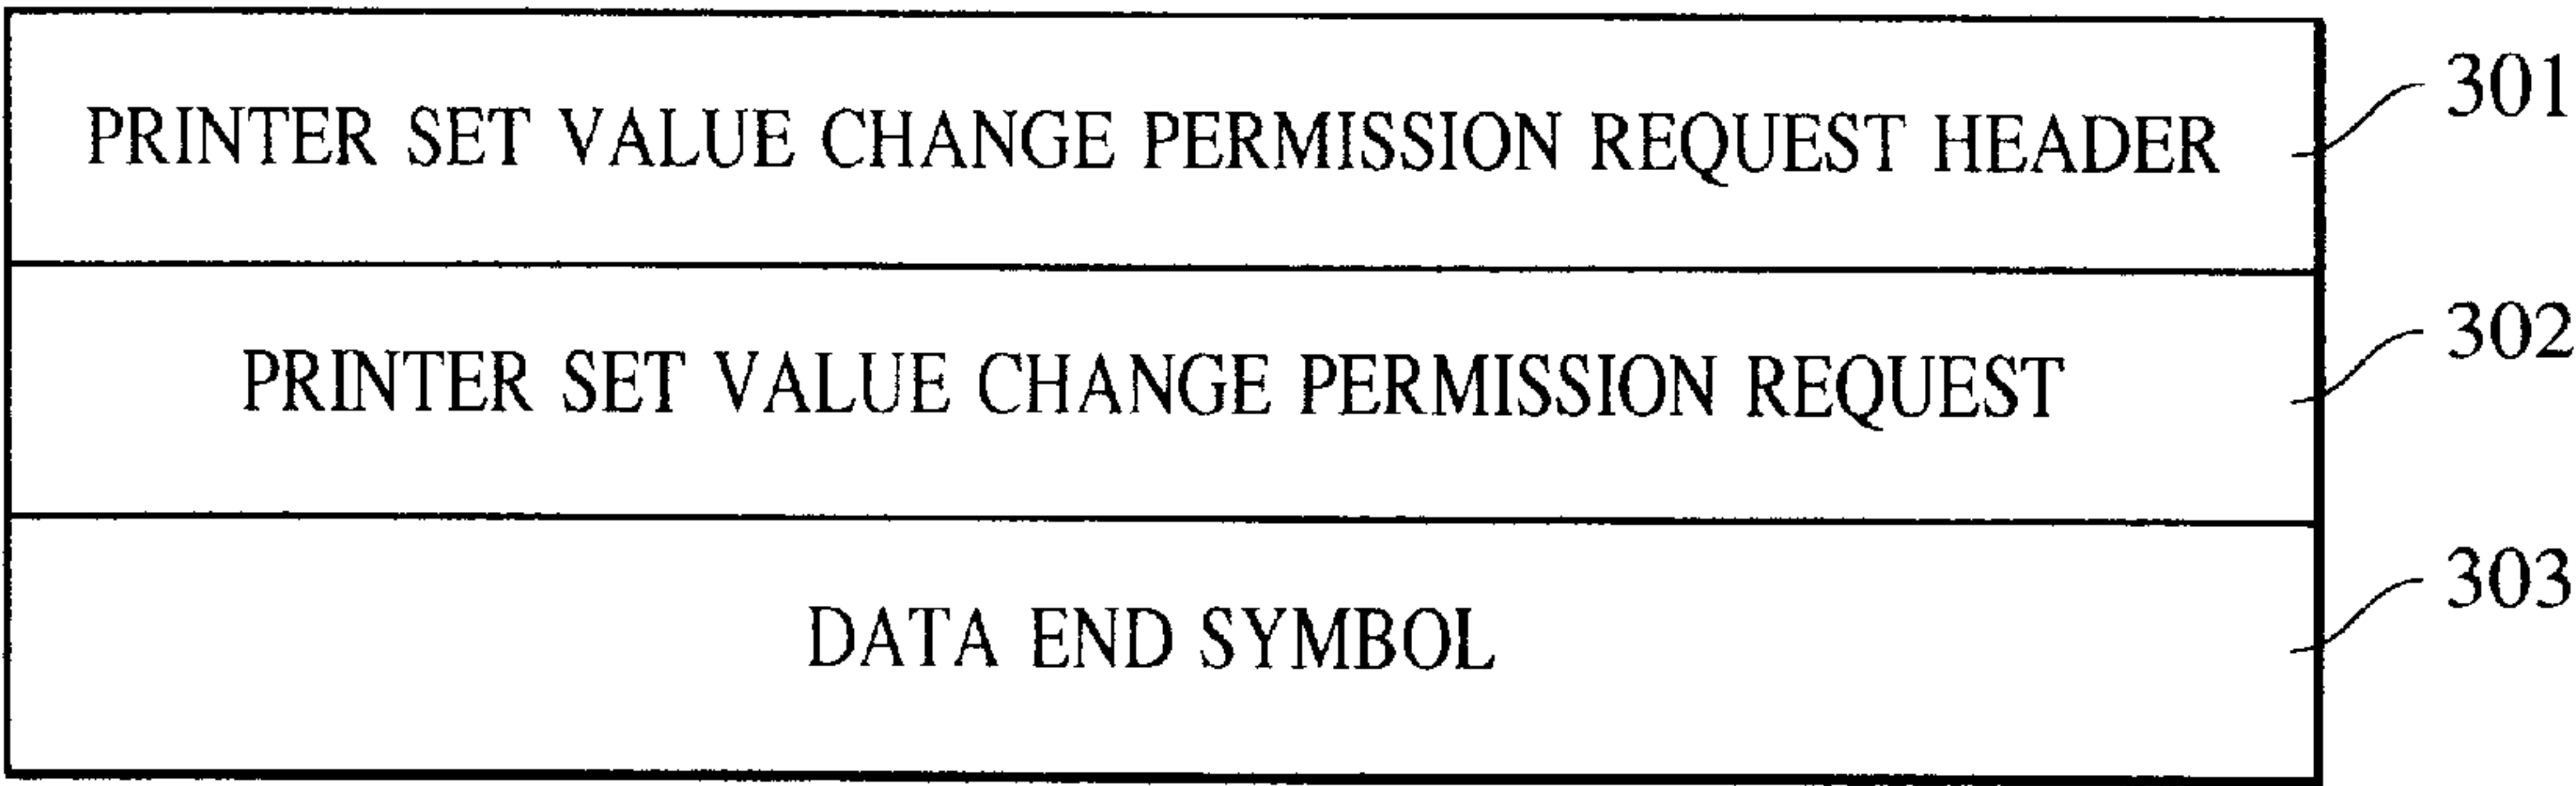 PRINTER SET VALUE CHANGE PERMISSION REQUEST HEADER 301
PRINTER SET VALUE CHANGE PERMISSION REQUEST 302
DATA END SYMBOL 303